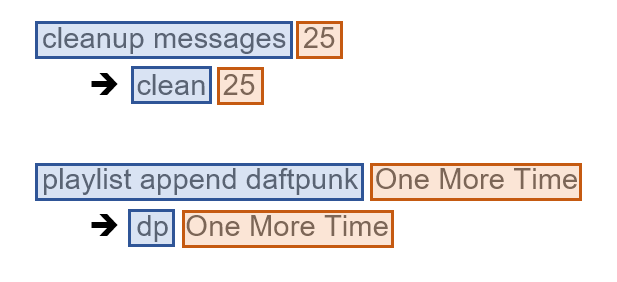 cleanup messages 25
➔ clean 25
playlist append daftpunk One More Time
➔ dp One More Time